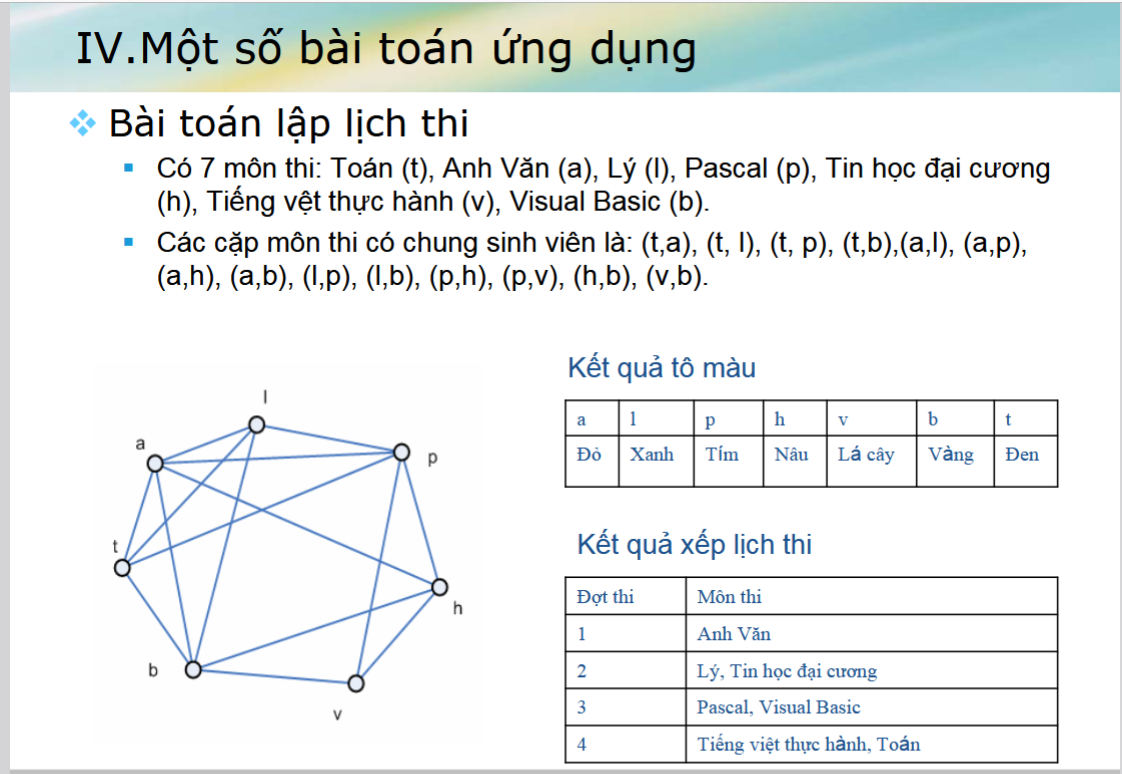 IV.Một số bài toán ứng dụng
Bài toán lập lịch thi
Có 7 môn thi: Toán (t), Anh Văn (a), Lý (l), Pascal (p), Tin học đại cương
(h), Tiếng vệt thực hành (v), Visual Basic (b).
Các cặp môn thi có chung sinh viên là: (t,a), (t, l), (t, p), (t,b),(a,l), (a,p),
(a,h), (a,b), (l,p), (l,b), (p,h), (p,v), (h,b), (v,b).
l
a
p
t
h
b
v
Kết quả tô màu
a l p h v b t
Đỏ Xanh Tím Nâu Lá cây Vàng Đen
Kết quả xếp lịch thi
Đợt thi Môn thi
1 Anh Văn
2 Lý, Tin học đại cương
3 Pascal, Visual Basic
4 Tiếng việt thực hành, Toán